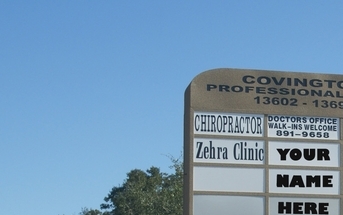 COVINGTO
PROFESSIONAL
13602 - 1369
CHIROPRACTOR
DOCTORS OFFICE
WALK-INS WELCOME
891-9658
Zehra Clinic
YOUR
NAME
HERE